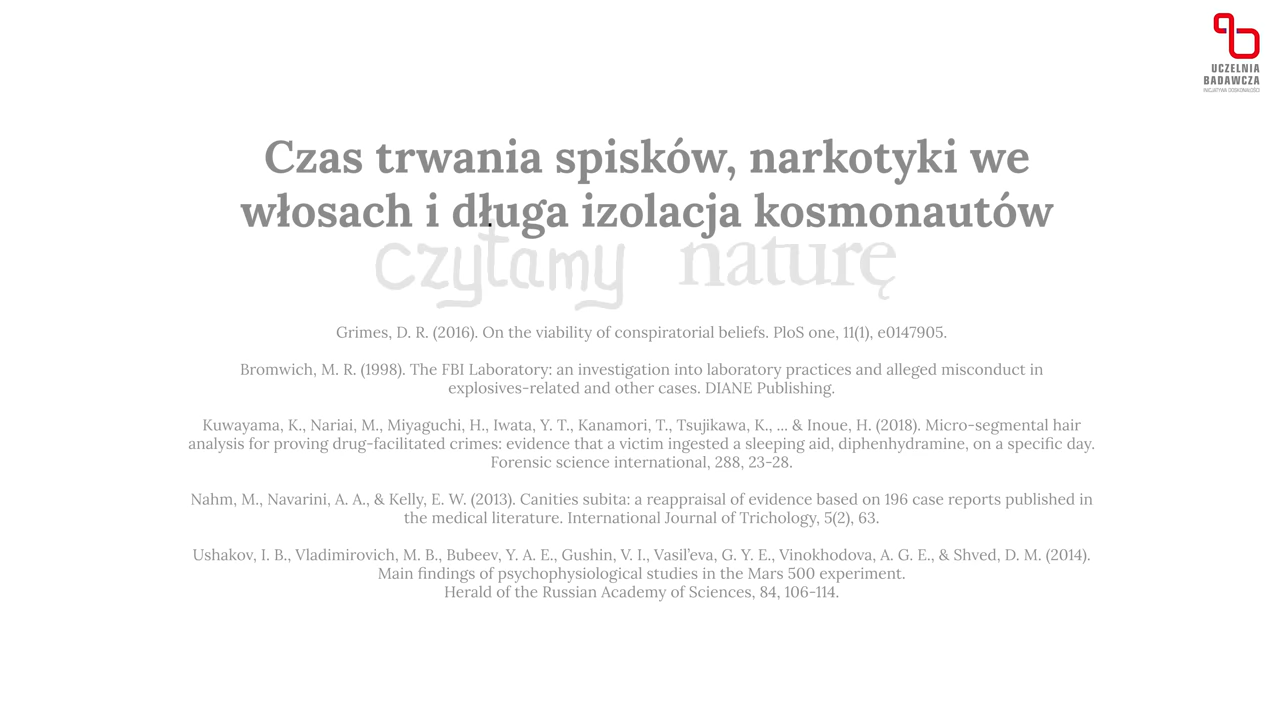 UCZELNIA
BADAWCZA
INICJATYWA DOSKONAŁOŚCI
Czas trwania spisków, narkotyki we
włosach i długa izolacja kosmonautów
czytamy naturę
Grimes, D. R. (2016). On the viability of conspiratorial beliefs. PloS one, 11(1), e0147905.
Bromwich, M. R. (1998). The FBI Laboratory: an investigation into laboratory practices and alleged misconduct in
explosives-related and other cases. DIANE Publishing.
Kuwayama, K., Nariai, M., Miyaguchi, H., Iwata, Y. T., Kanamori, T., Tsujikawa, K., ... & Inoue, H. (2018). Micro-segmental hair
analysis for proving drug-facilitated crimes: evidence that a victim ingested a sleeping aid, diphenhydramine, on a specific day.
Forensic science international, 288, 23-28.
Nahm, M., Navarini, A. A., & Kelly, E. W. (2013). Canities subita: a reappraisal of evidence based on 196 case reports published in
the medical literature. International Journal of Trichology, 5(2), 63.
Ushakov, I. B., Vladimirovich, M. B., Bubeev, Y. A. E., Gushin, V. I., Vasil’eva, G. Y. E., Vinokhodova, A. G. E., & Shved, D. M. (2014).
Main findings of psychophysiological studies in the Mars 500 experiment.
Herald of the Russian Academy of Sciences, 84, 106-114.